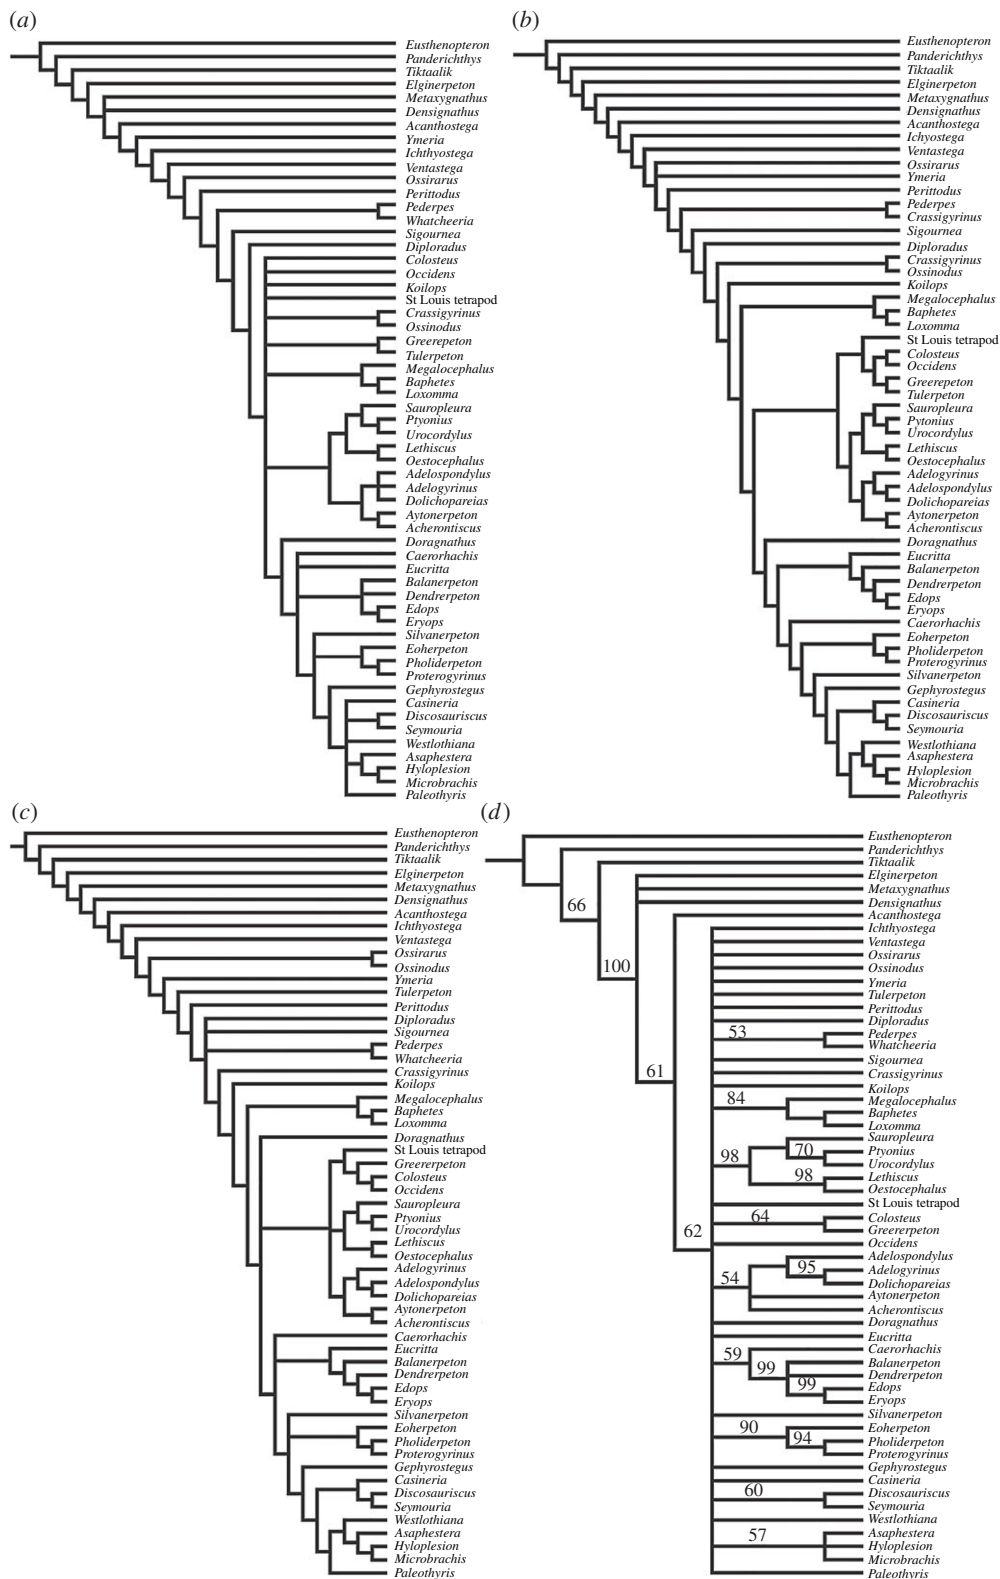 (a)
Eusthenopteron
Panderichthys
Tiktaalik
Elginerpeton
Metaxygnathus
Densignathus
Acanthostega
Ymeria
Ichthyostega
Ventastega
Ossirarus
Perittodus
Pederpes
Whatcheeria
Sigournea
Diploradus
Colosteus
Occidens
Koilops
St Louis tetrapod
Crassigyrinus
Ossinodus
Greerepeton
Tulerpeton
Megalocephalus
Baphetes
Loxomma
Sauropleura
Ptyonius
Urocordylus
Lethiscus
Oestocephalus
Adelospondylus
Adelogyrinus
Dolichopareias
Aytonerpeton
Acherontiscus
Doragnathus
Caerorhachis
Eucritta
Balanerpeton
Dendrerpeton
Edops
Eryops
Silvanerpeton
Eoherpeton
Pholiderpeton
Proterogyrinus
Gephyrostegus
Casineria
Discosauriscus
Seymouria
Westlothiana
Asaphestera
Hyloplesion
Microbrachis
Paleothyris
(b)
Eusthenopteron
Panderichthys
Tiktaalik
Elginerpeton
Metaxygnathus
Densignathus
Acanthostega
Ichyostega
Ventastega
Ossirarus
Ymeria
Perittodus
Pederpes
Crassigyrinus
Sigournea
Diploradus
Crassigyrinus
Ossinodus
Koilops
Megalocephalus
Baphetes
Loxomma
St Louis tetrapod
Colosteus
Occidens
Greerepeton
Tulerpeton
Sauropleura
Pytonius
Urocordylus
Lethiscus
Oestocephalus
Adelogyrinus
Adelospondylus
Dolichopareias
Aytonerpeton
Acherontiscus
Doragnathus
Eucritta
Balanerpeton
Dendrerpeton
Edops
Eryops
Caerorhachis
Eoherpeton
Pholiderpeton
Proterogyrinus
Silvanerpeton
Gephyrostegus
Casineria
Discosauriscus
Seymouria
Westlothiana
Asaphestera
Hyloplesion
Microbrachis
Paleothyris
(c)
Eusthenopteron
Panderichthys
Tiktaalik
Elginerpeton
Metaxygnathus
Densignathus
Acanthostega
Ichthyostega
Ventastega
Ossirarus
Ossinodus
Ymeria
Tulerpeton
Perittodus
Diploradus
Sigournea
Pederpes
Whatcheeria
Crassigyrinus
Koilops
Megalocephalus
Baphetes
Loxomma
Doragnathus
St Louis tetrapod
Greererpeton
Colosteus
Occidens
Sauropleura
Ptyonius
Urocordylus
Lethiscus
Oestocephalus
Adelogyrinus
Adelospondylus
Dolichopareias
Aytonerpeton
Acherontiscus
Caerorhachis
Eucritta
Balanerpeton
Dendrerpeton
Edops
Eryops
Silvanerpeton
Eoherpeton
Pholiderpeton
Proterogyrinus
Gephyrostegus
Casineria
Discosauriscus
Seymouria
Westlothiana
Asaphestera
Hyloplesion
Microbrachis
Paleothyris
(d)
Eusthenopteron
Panderichthys
Tiktaalik
Elginerpeton
Metaxygnathus
66
Densignathus
Acanthostega
Ichthyostega
Ventastega
Ossirarus
100
Ossinodus
Ymeria
Tulerpeton
Perittodus
Diploradus
53
Pederpes
Whatcheeria
Sigournea
61
Crassigyrinus
Koilops
84
Megalocephalus
Baphetes
Loxomma
Sauropleura
70
Ptyonius
98
Urocordylus
98
Lethiscus
Oestocephalus
St Louis tetrapod
64
Colosteus
62
Greererpeton
Occidens
Adelospondylus
95
Adelogyrinus
54
Dolichopareias
Aytonerpeton
Acherontiscus
Doragnathus
Eucritta
59
Caerorhachis
99
Balanerpeton
Dendrerpeton
99
Edops
Eryops
Silvanerpeton
90
Eoherpeton
94
Pholiderpeton
Proterogyrinus
Gephyrostegus
Casineria
60
Discosauriscus
Seymouria
Westlothiana
57
Asaphestera
Hyloplesion
Microbrachis
Paleothyris